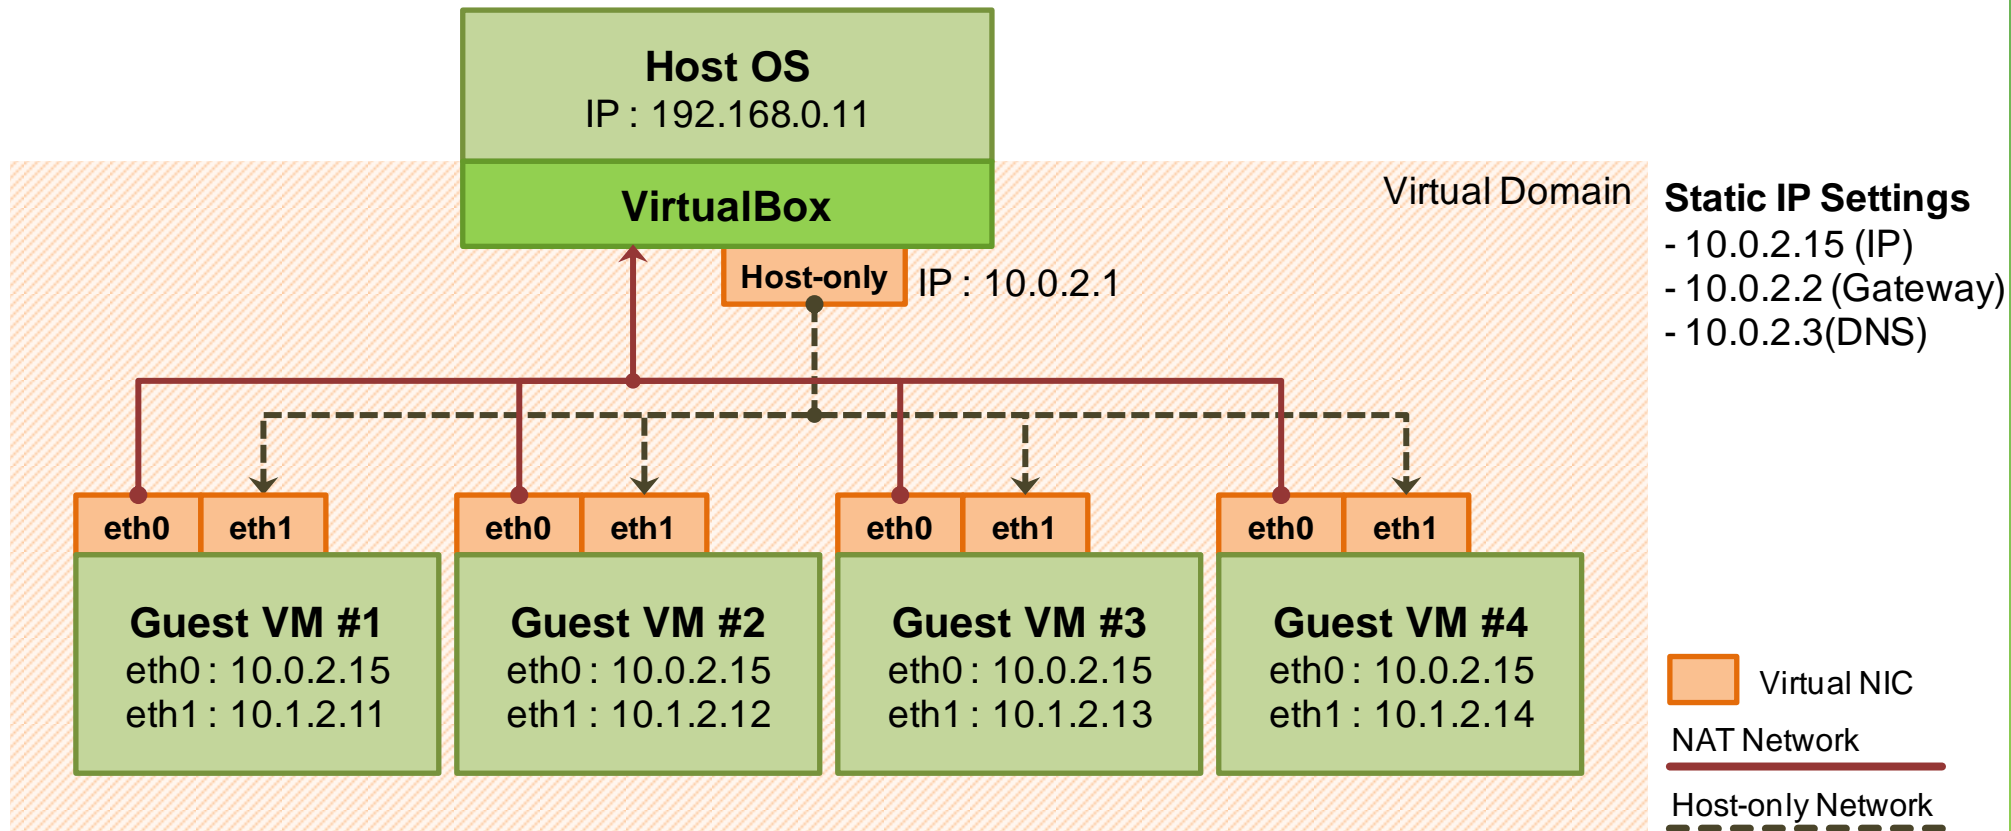 Host OS
IP : 192.168.0.11
VirtualBox
Virtual Domain
Host-only
IP : 10.0.2.1
Static IP Settings
- 10.0.2.15 (IP)
- 10.0.2.2 (Gateway)
- 10.0.2.3(DNS)
eth0 eth1
eth0 eth1
eth0 eth1
eth0 eth1
Guest VM #1
eth0 : 10.0.2.15
eth1 : 10.1.2.11
Guest VM #2
eth0 : 10.0.2.15
eth1 : 10.1.2.12
Guest VM #3
eth0 : 10.0.2.15
eth1 : 10.1.2.13
Guest VM #4
eth0 : 10.0.2.15
eth1 : 10.1.2.14
Virtual NIC
NAT Network
Host-only Network